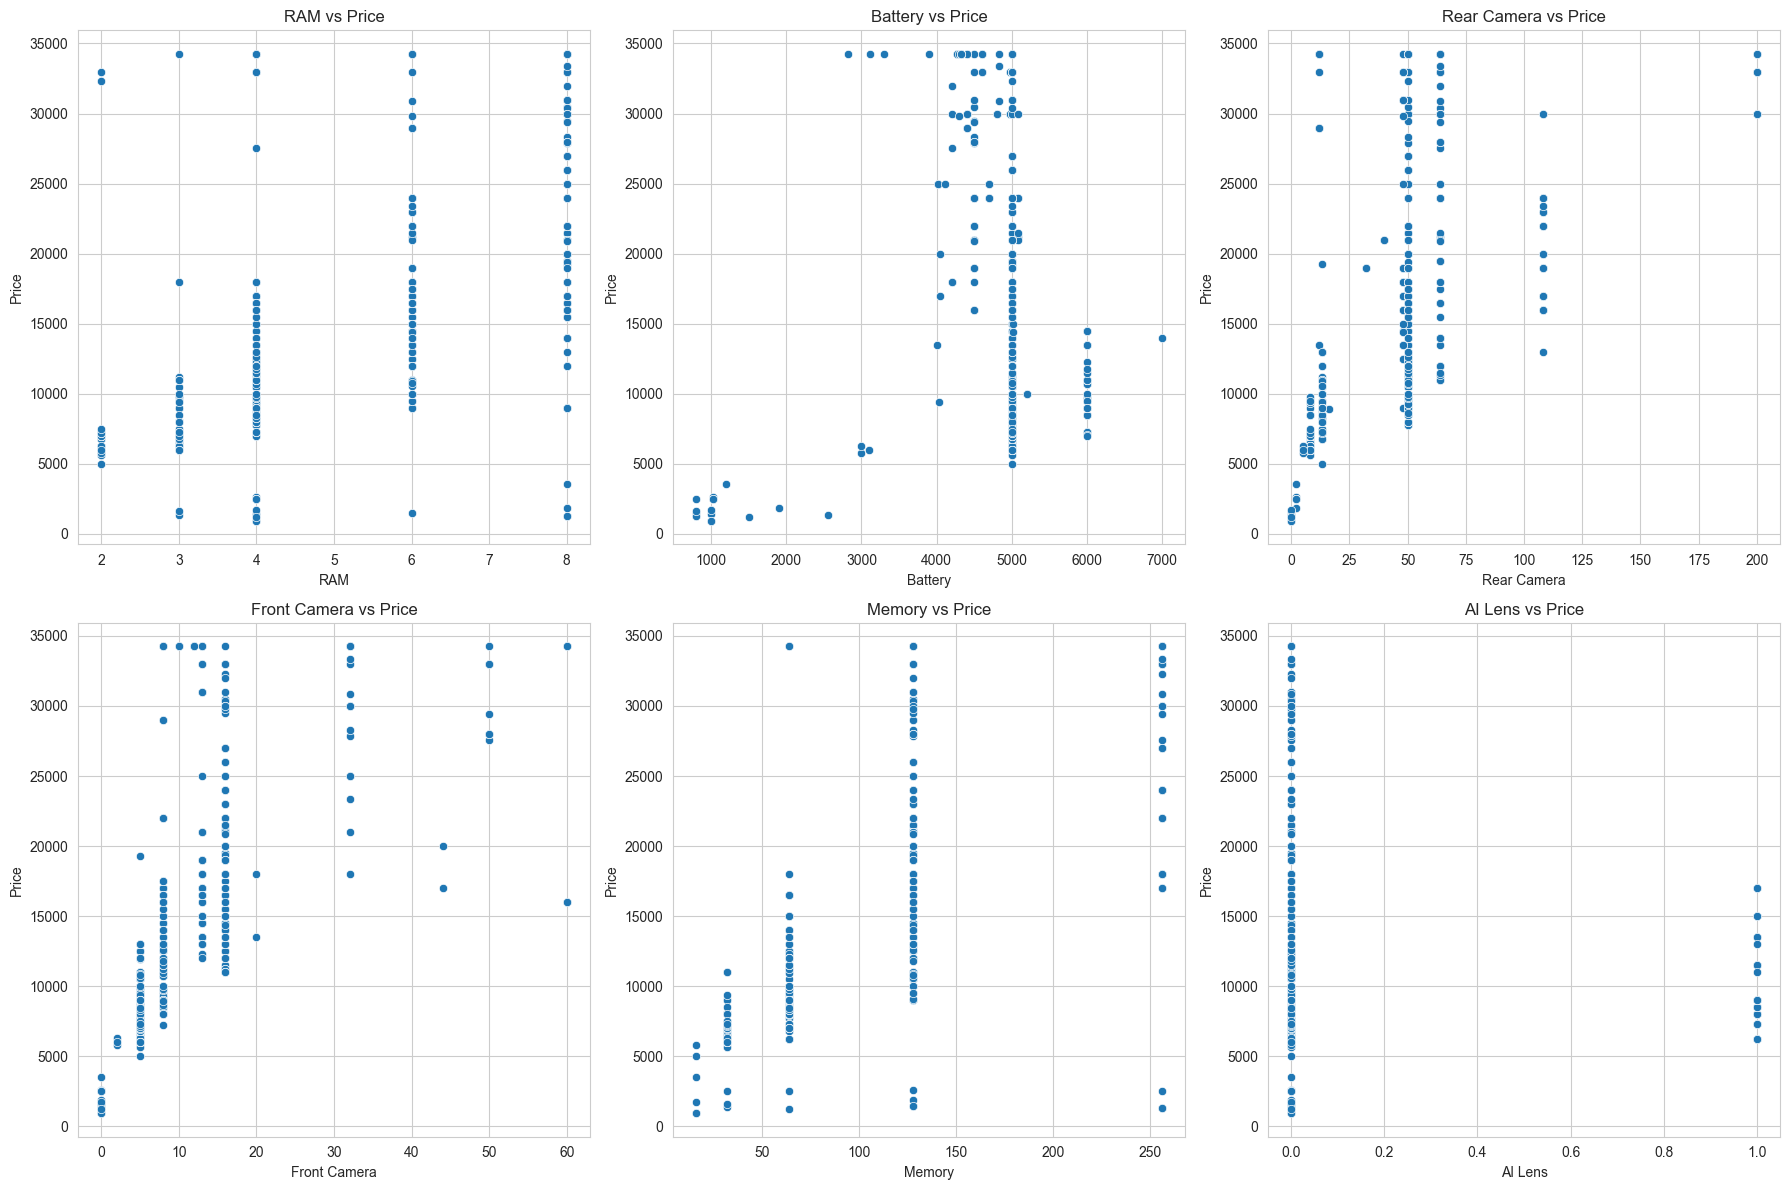 RAM vs Price
Price
35000
30000
25000
20000
15000
10000
5000
0
2 3 4 5 6 7 8
RAM
Battery vs Price
Price
35000
30000
25000
20000
15000
10000
5000
0
1000 2000 3000 4000 5000 6000 7000
Battery
Rear Camera vs Price
Price
35000
30000
25000
20000
15000
10000
5000
0
0 25 50 75 100 125 150 175 200
Rear Camera
Front Camera vs Price
Price
35000
30000
25000
20000
15000
10000
5000
0
0 10 20 30 40 50 60
Front Camera
Memory vs Price
Price
35000
30000
25000
20000
15000
10000
5000
0
50 100 150 200 250
Memory
AI Lens vs Price
Price
35000
30000
25000
20000
15000
10000
5000
0
0.0 0.2 0.4 0.6 0.8 1.0
AI Lens